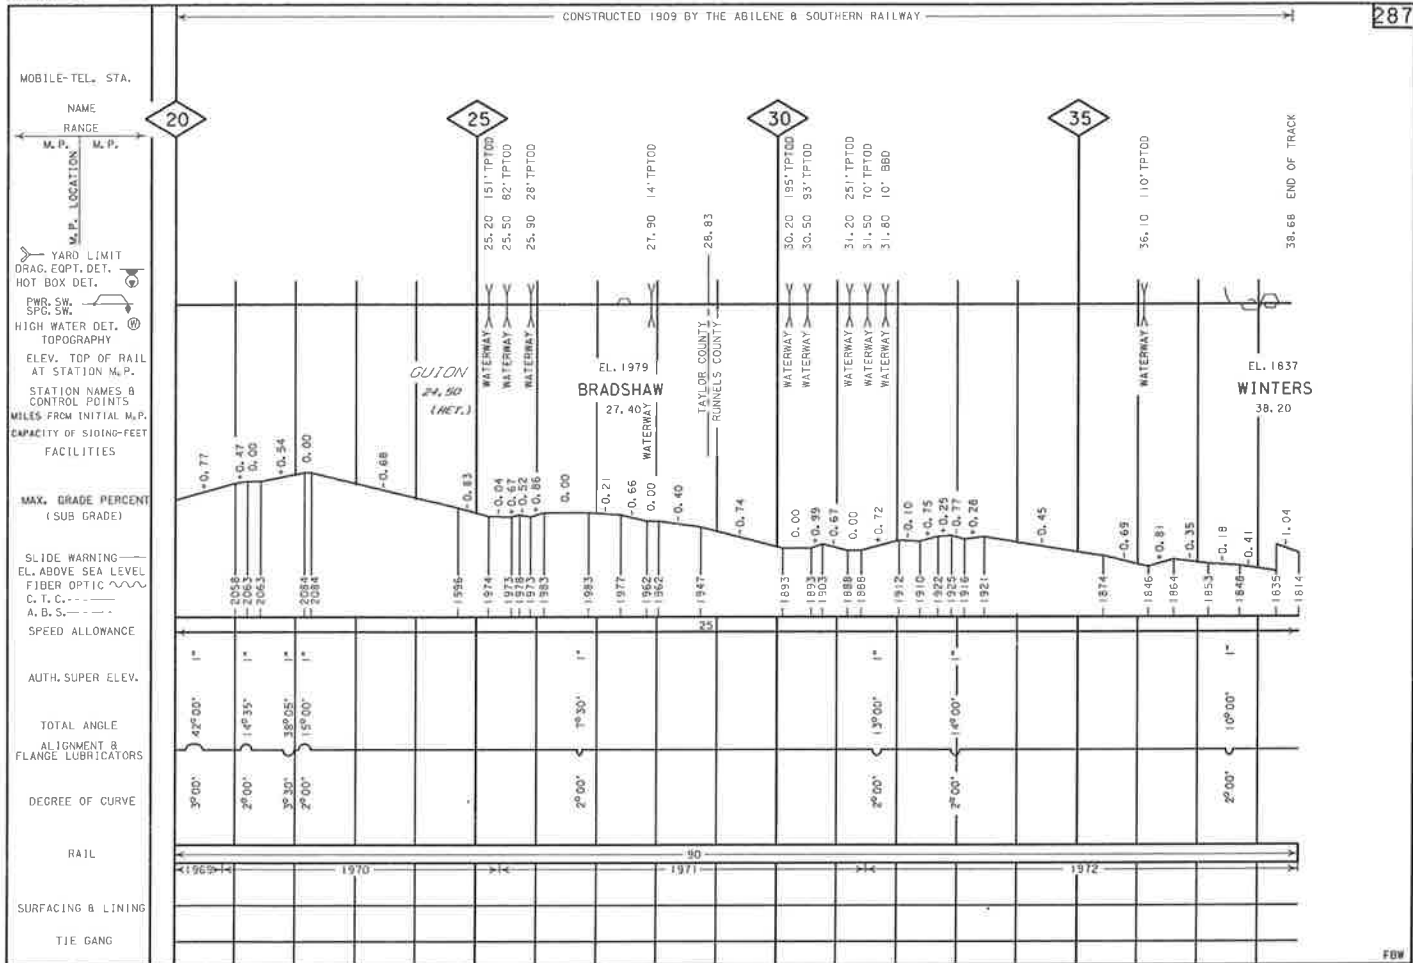 CONSTRUCTED 1909 BY THE ABILENE & SOUTHERN RAILWAY
287
MOBILE-TEL. STA.
NAME
RANGE
M.P. M.P.
M.P. LOCATION
YARD LIMIT
DRAG. EQPT. DET.
HOT BOX DET.
PWR. SW.
SPG. SW.
HIGH WATER DET. W
TOPOGRAPHY
ELEV. TOP OF RAIL
AT STATION M.P.
STATION NAMES &
CONTROL POINTS
MILES FROM INITIAL M.P.
CAPACITY OF SIDING-FEET
FACILITIES
MAX. GRADE PERCENT
(SUB GRADE)
SLIDE WARNING
EL. ABOVE SEA LEVEL
FIBER OPTIC
C.T.C.
A.B.S.
SPEED ALLOWANCE
AUTH. SUPER ELEV.
TOTAL ANGLE
ALIGNMENT &
FLANGE LUBRICATORS
DEGREE OF CURVE
RAIL
SURFACING & LINING
TIE GANG
20
25
30
35
25.20 151' TPTOD
25.50 82' TPTOD
25.90 28' TPTOD
27.90 14' TPTOD
28.83
30.20 195' TPTOD
30.50 93' TPTOD
31.20 251' TPTOD
31.50 70' TPTOD
31.80 10' BBD
36.10 110' TPTOD
38.68 END OF TRACK
WATERWAY
WATERWAY
WATERWAY
WATERWAY
TAYLOR COUNTY
RUNNELS COUNTY
WATERWAY
WATERWAY
WATERWAY
WATERWAY
WATERWAY
WATERWAY
GUION
24.50
(RET.)
EL. 1979
BRADSHAW
27.40
EL. 1837
WINTERS
38.20
+0.77
+0.47
0.00
+0.54
0.00
-0.68
-0.83
-0.04
+0.67
-0.52
+0.86
0.00
-0.21
-0.66
0.00
-0.40
-0.74
0.00
+0.99
-0.67
0.00
+0.72
-0.10
+0.75
+0.25
-0.77
+0.28
-0.45
-0.69
+0.81
-0.35
-0.18
-0.41
-1.04
2058
2063
2063
2084
2084
1996
1974
1973
1978
1973
1983
1983
1977
1962
1962
1947
1893
1893
1903
1888
1888
1912
1910
1922
1925
1916
1921
1874
1846
1864
1853
1848
1835
1814
25
1"
1"
1"
1"
1"
1"
1"
1"
42°00'
14°35'
38°05'
15°00'
7°30'
13°00'
14°00'
10°00'
3°00'
2°00'
3°30'
2°00'
2°00'
2°00'
2°00'
2°00'
90
1969
1970
1971
1972
FBW